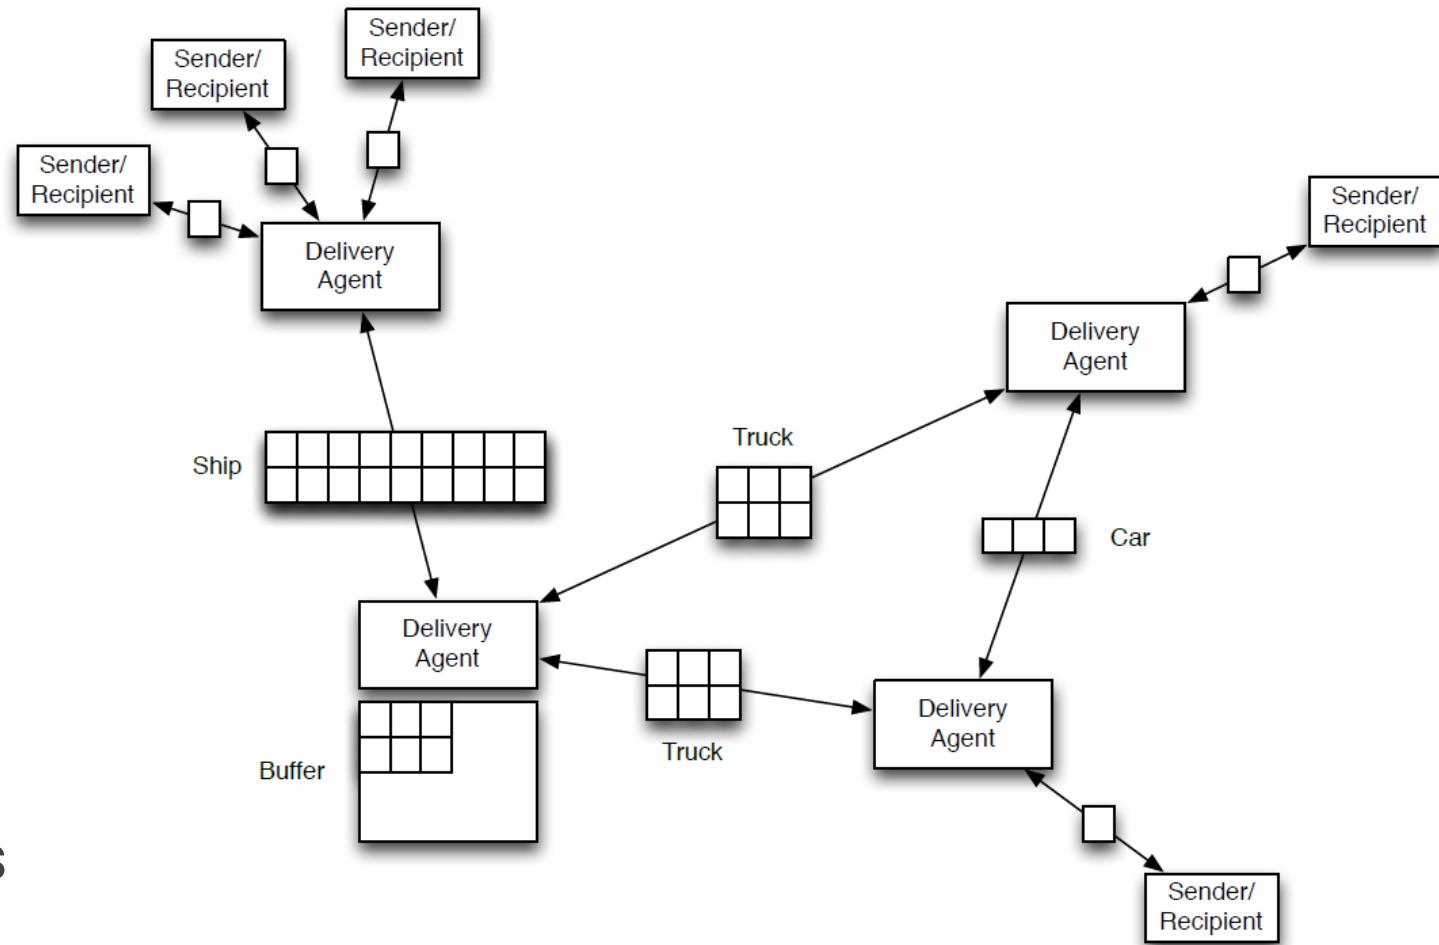 Sender/
Recipient
Sender/
Recipient
Sender/
Recipient
Sender/
Recipient
Delivery
Agent
Delivery
Agent
Truck
Ship
Car
Delivery
Agent
Delivery
Agent
Truck
Buffer
s
Sender/
Recipient